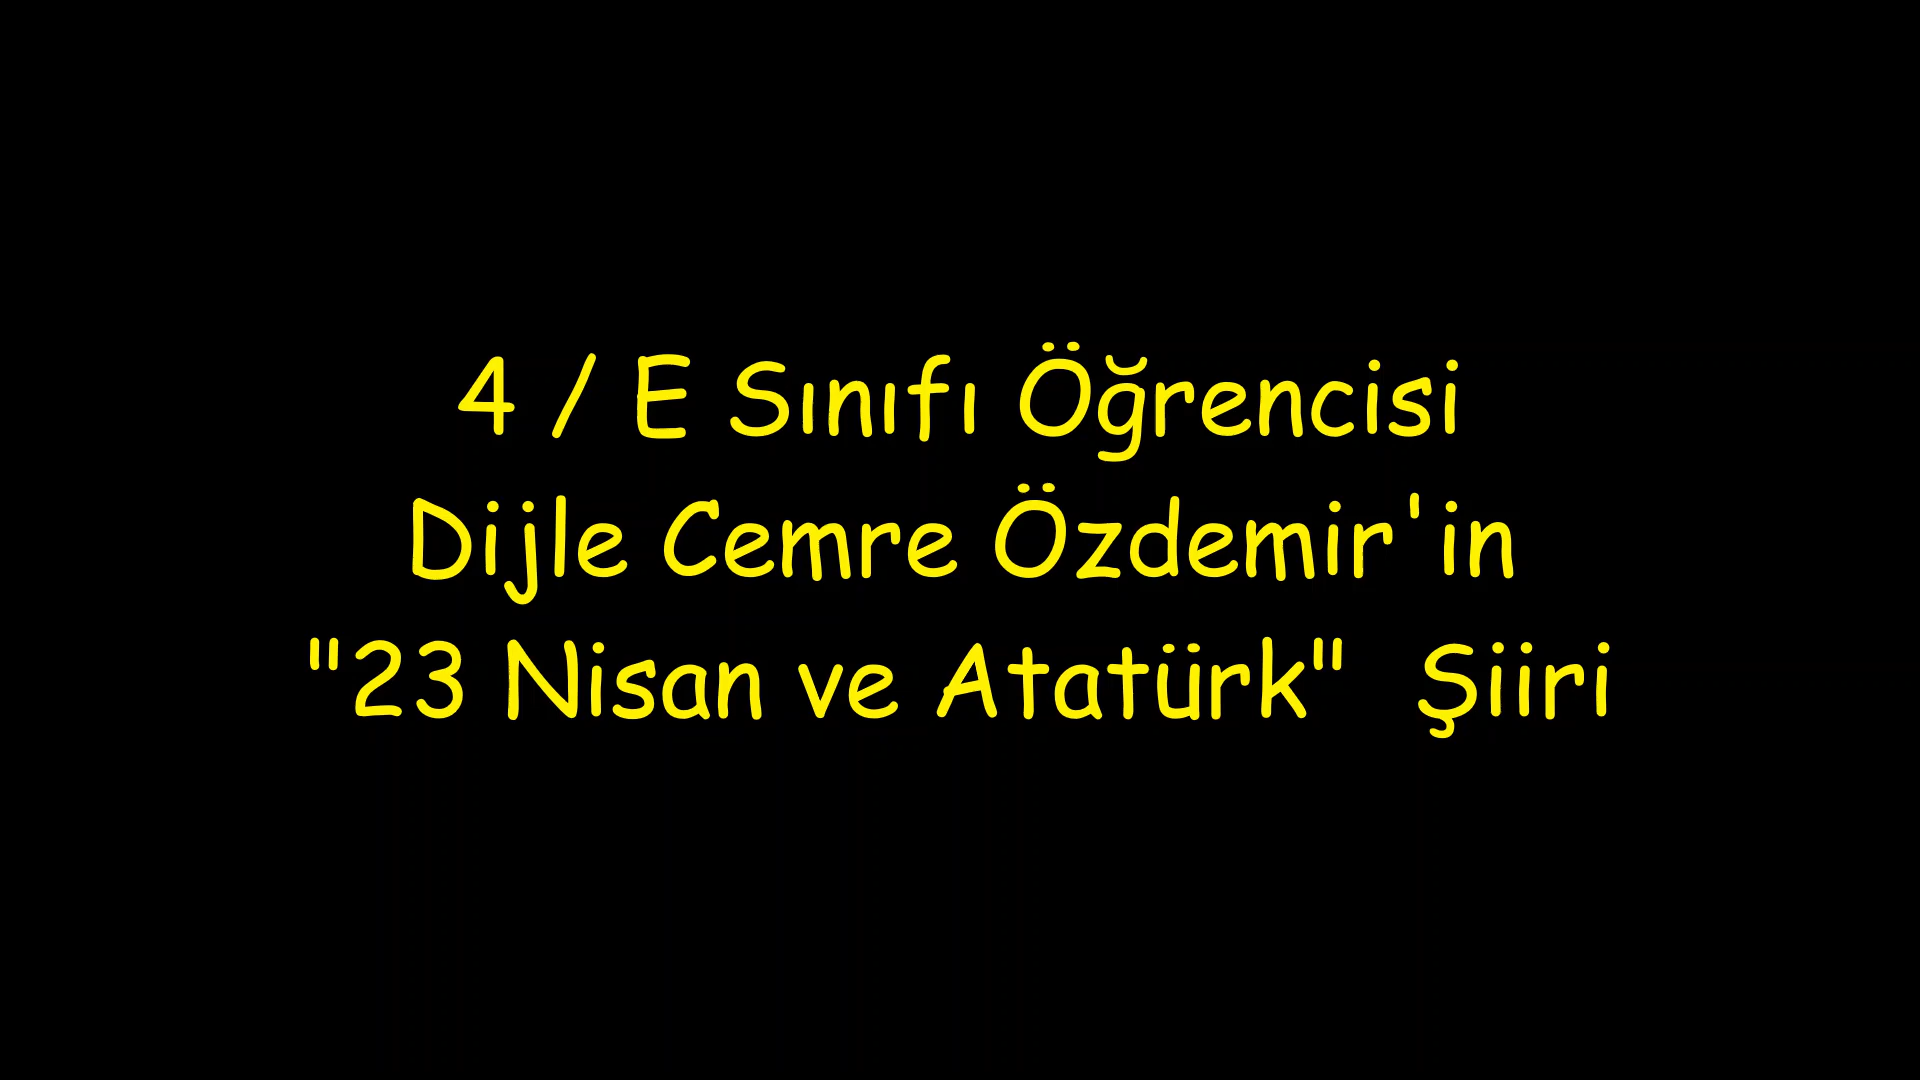 4 / E Sınıfı Öğrencisi
Dijle Cemre Özdemir'in
"23 Nisan ve Atatürk"  Şiiri